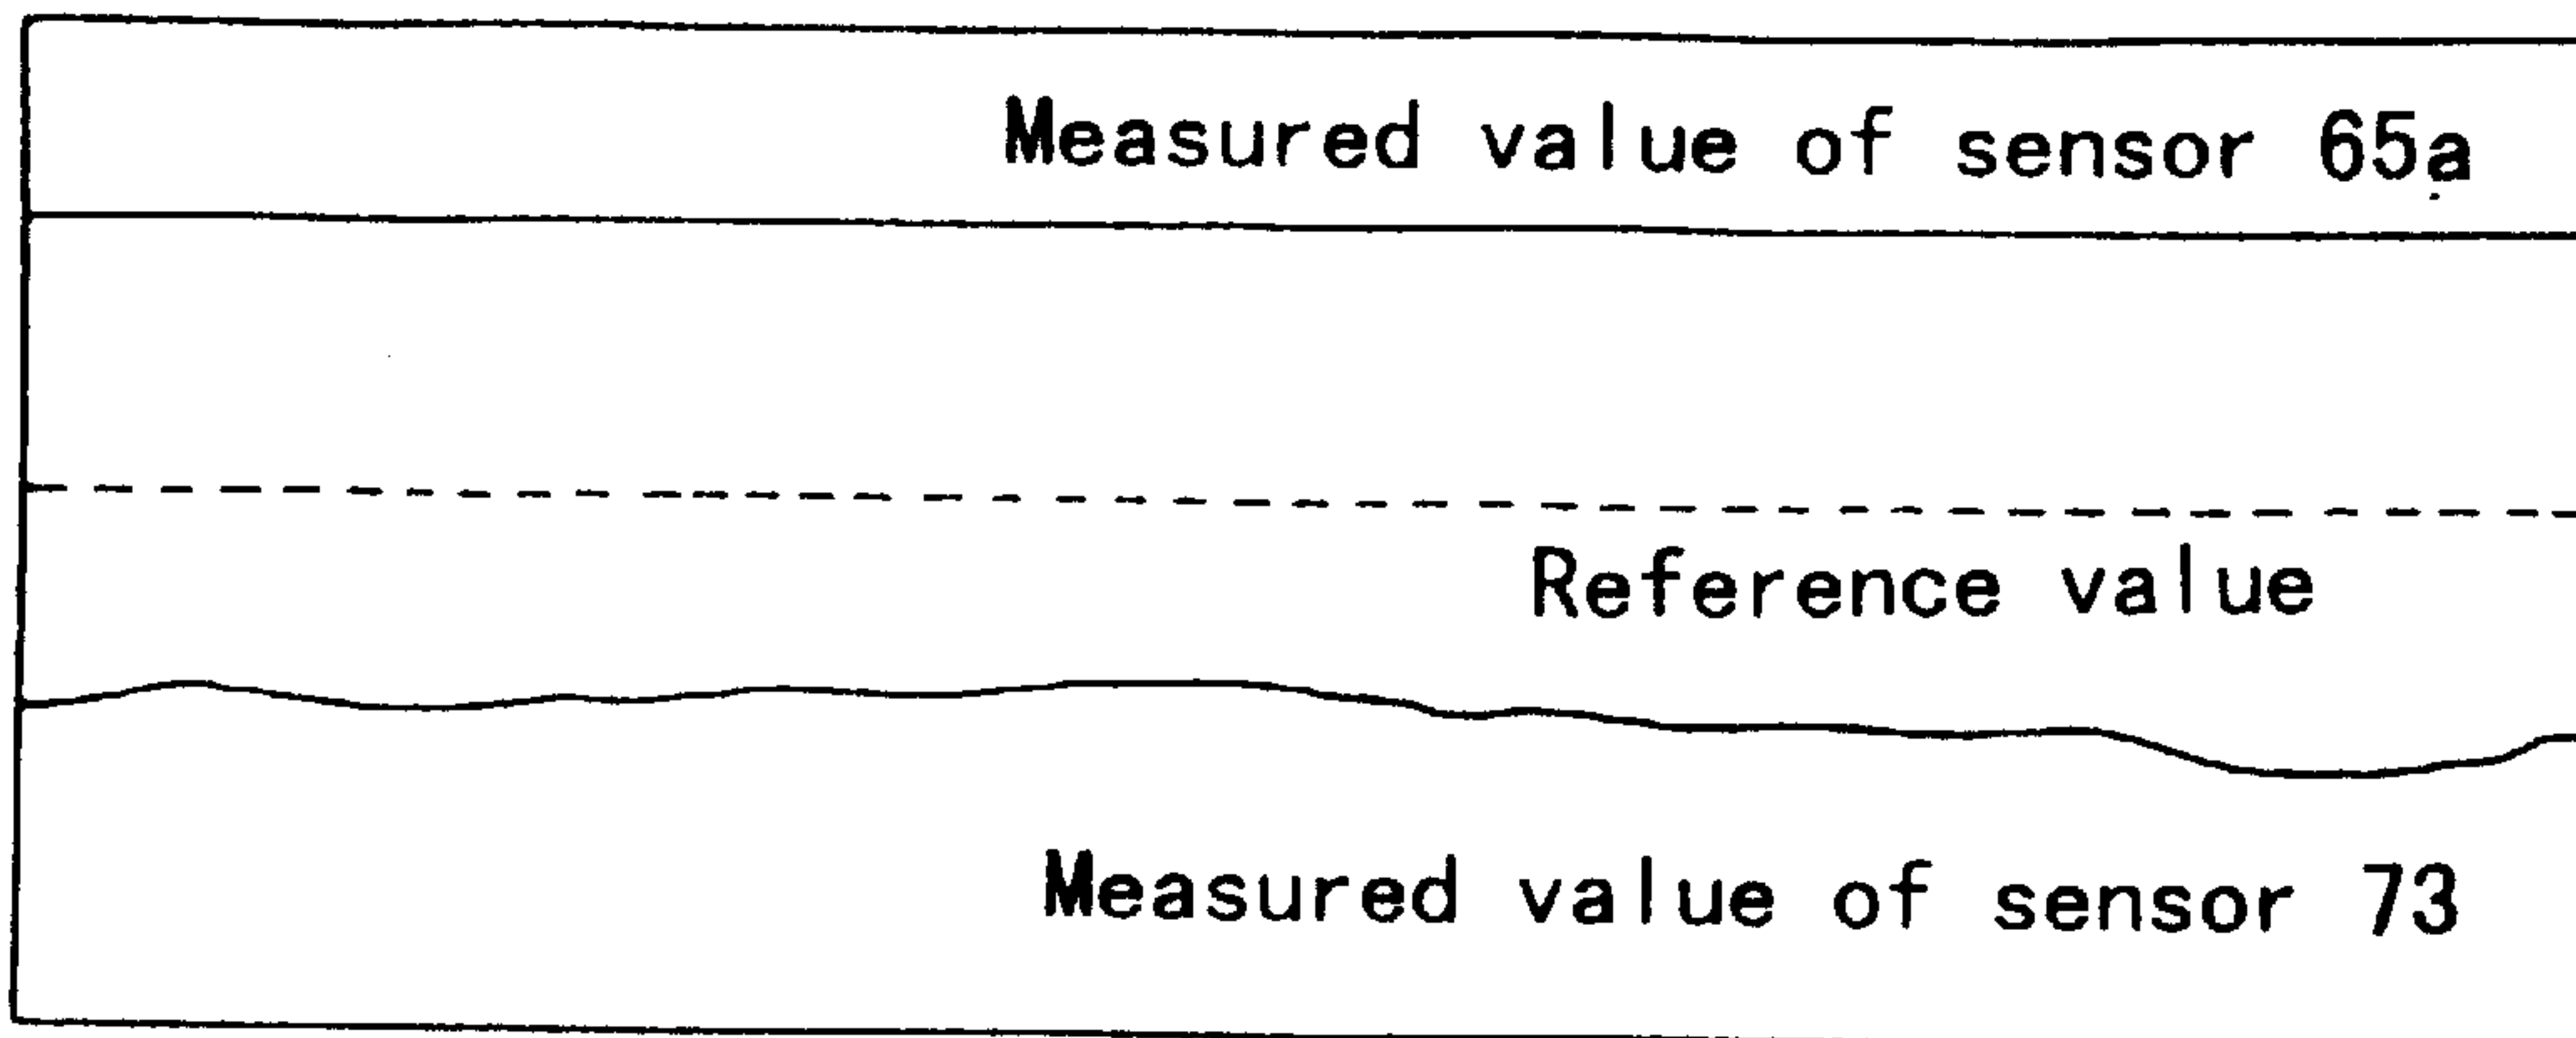 Measured value of sensor 65a
Reference value
Measured value of sensor 73